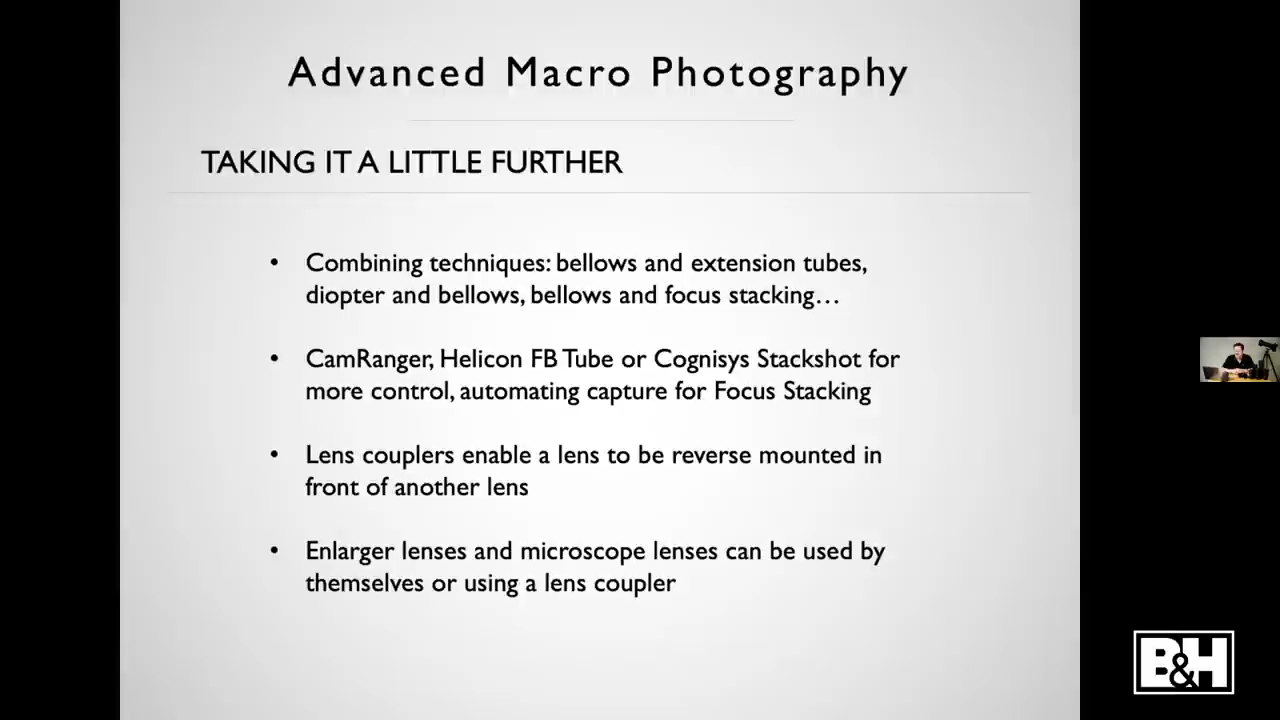 Advanced Macro Photography
TAKING IT A LITTLE FURTHER
• Combining techniques: bellows and extension tubes,
diopter and bellows, bellows and focus stacking…
• CamRanger, Helicon FB Tube or Cognisys Stackshot for
more control, automating capture for Focus Stacking
• Lens couplers enable a lens to be reverse mounted in
front of another lens
• Enlarger lenses and microscope lenses can be used by
themselves or using a lens coupler
B&H